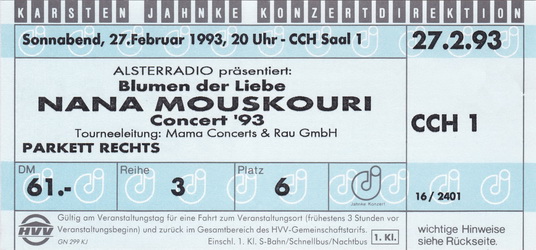 KARSTEN JAHNKE KONZERTDIREKTION
Sonnabend, 27.Februar 1993, 20 Uhr - CCH Saal 1
27.2.93
ALSTERRADIO präsentiert:
Blumen der Liebe
NANA MOUSKOURI
Concert '93
Tourneeleitung: Mama Concerts & Rau GmbH
PARKETT RECHTS
CCH 1
DM Reihe Platz
61.- 3 6
Jahnke Konzert
16/2401
HVV
GN 299 KJ
Gültig am Veranstaltungstag für eine Fahrt zum Veranstaltungsort (frühestens 3 Stunden vor
Veranstaltungsbeginn) und zurück im Gesamtbereich des HVV-Gemeinschaftstarifs.
Einschl. 1. Kl. S-Bahn/Schnellbus/Nachtbus 1. Kl.
wichtige Hinweise
siehe Rückseite.